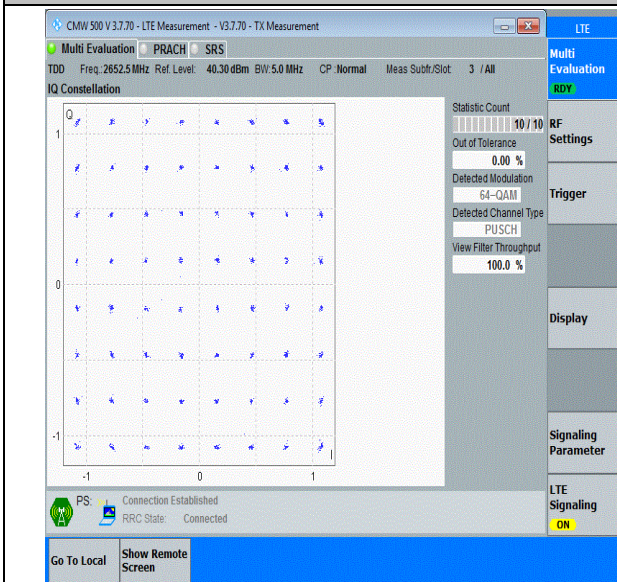 CMW 500 V 3.7.70 - LTE Measurement - V3.7.70 - TX Measurement
LTE
Multi Evaluation PRACH SRS
Multi
Evaluation
RDY
TDD Freq.:2652.5 MHz Ref. Level: 40.30 dBm BW:5.0 MHz CP :Normal Meas Subfr./Slot: 3 / All
IQ Constellation
Statistic Count
10 / 10
Out of Tolerance
0.00 %
Detected Modulation
64-QAM
Detected Channel Type
PUSCH
View Filter Throughput
100.0 %
Q
1
0
-1
I
-1 0 1
RF
Settings
Trigger
Display
Signaling
Parameter
LTE
Signaling
ON
PS: Connection Established
RRC State: Connected
Go To Local
Show Remote
Screen